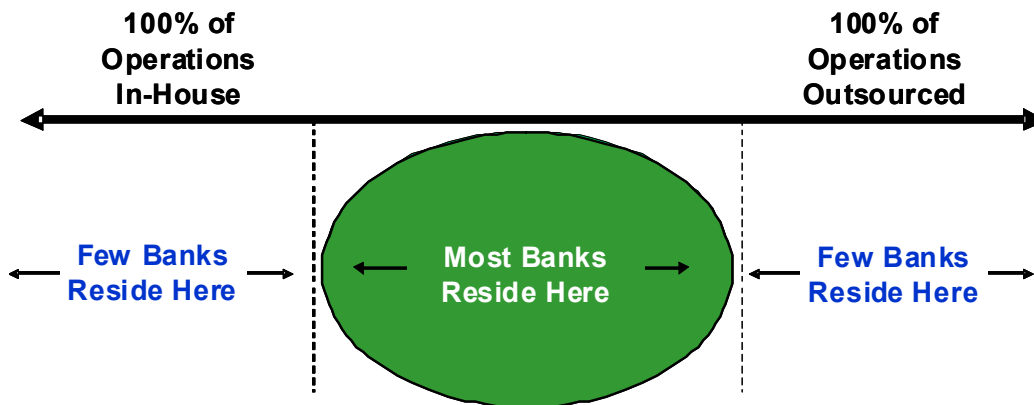 100% of
Operations
In-House
100% of
Operations
Outsourced
Few Banks
Reside Here
Most Banks
Reside Here
Few Banks
Reside Here